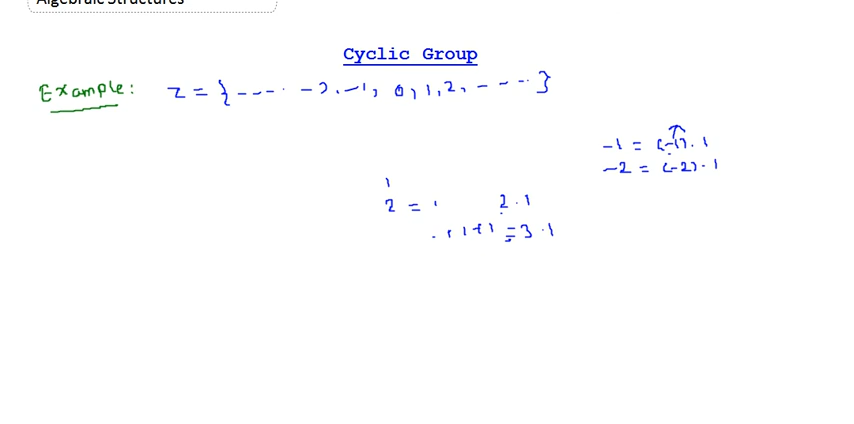 Algebraic Structures
Cyclic Group
Example: Z = { ---- -2, -1, 0, 1, 2, ---- }
-1 = (-1). 1
-2 = (-2). 1
1
2 = 2.1
1+1 = 3.1